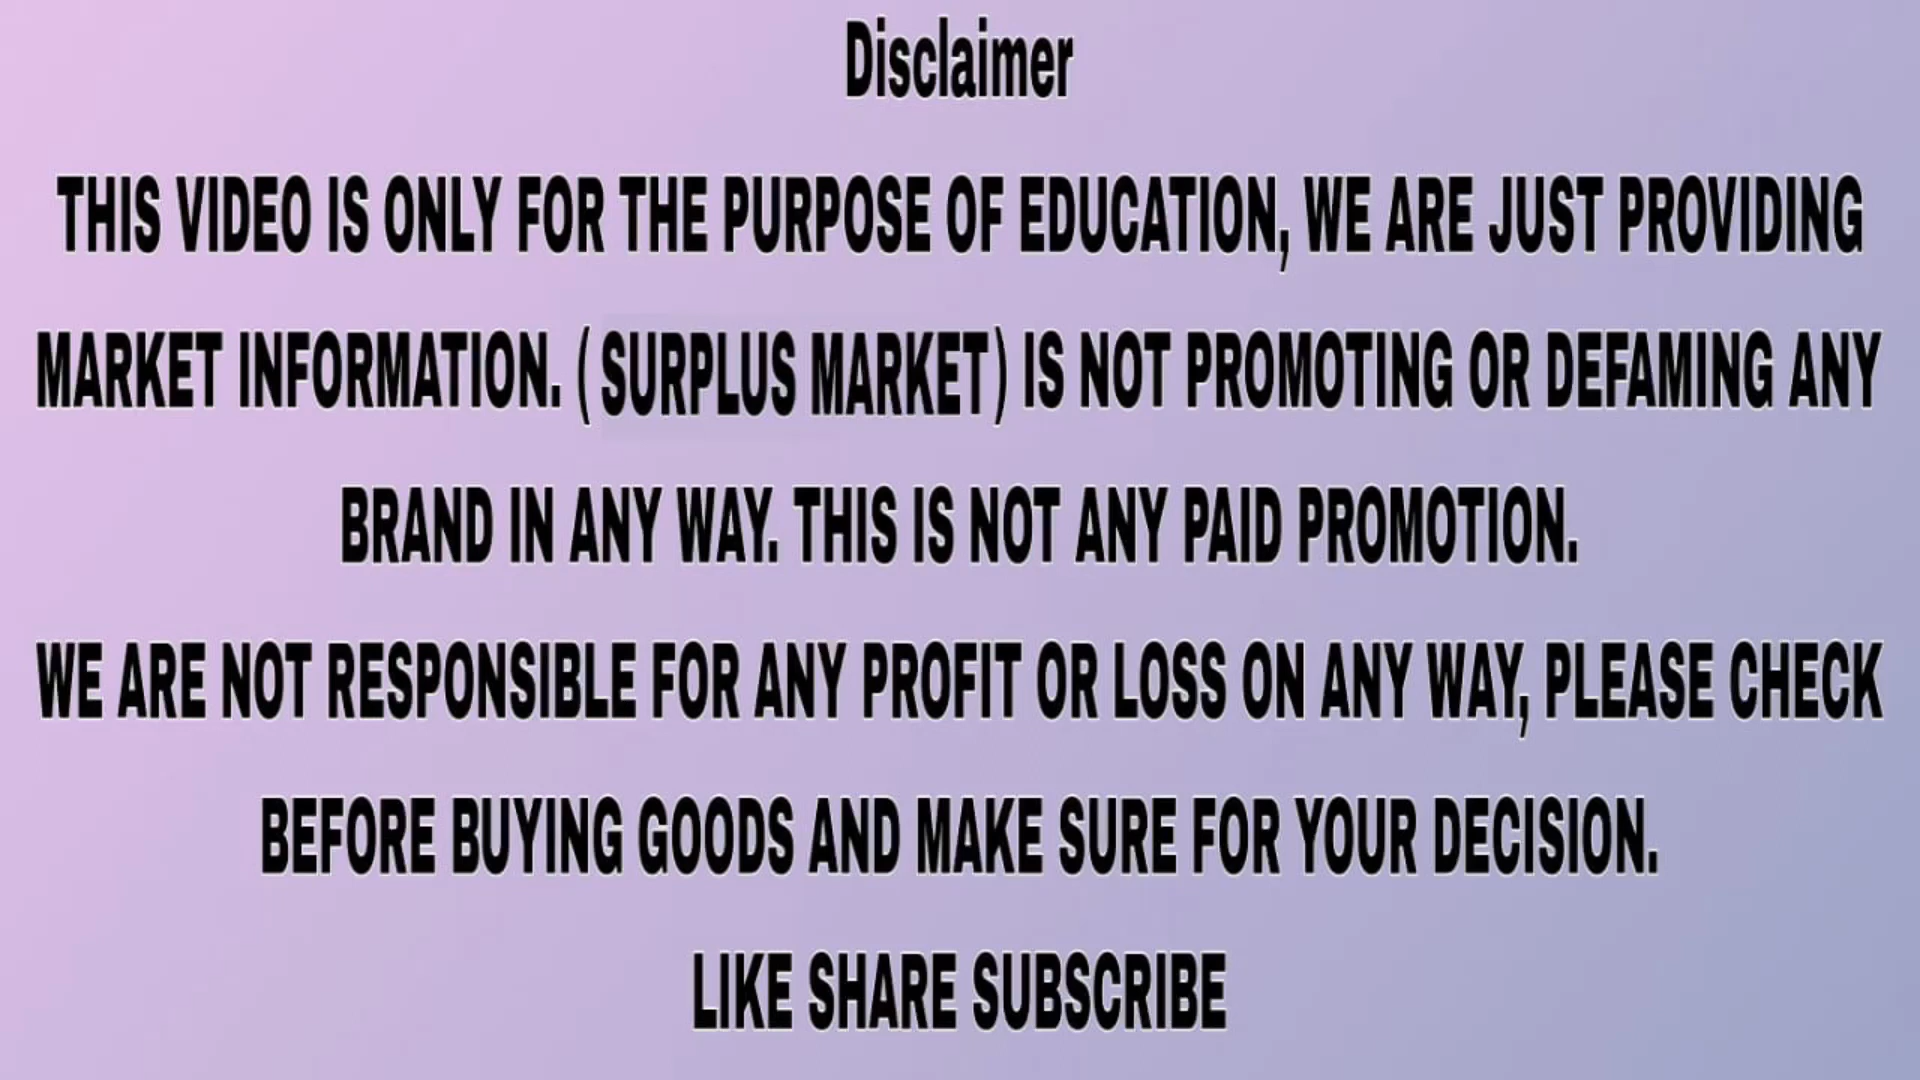 Disclaimer
THIS VIDEO IS ONLY FOR THE PURPOSE OF EDUCATION, WE ARE JUST PROVIDING
MARKET INFORMATION. ( SURPLUS MARKET) IS NOT PROMOTING OR DEFAMING ANY
BRAND IN ANY WAY. THIS IS NOT ANY PAID PROMOTION.
WE ARE NOT RESPONSIBLE FOR ANY PROFIT OR LOSS ON ANY WAY, PLEASE CHECK
BEFORE BUYING GOODS AND MAKE SURE FOR YOUR DECISION.
LIKE SHARE SUBSCRIBE